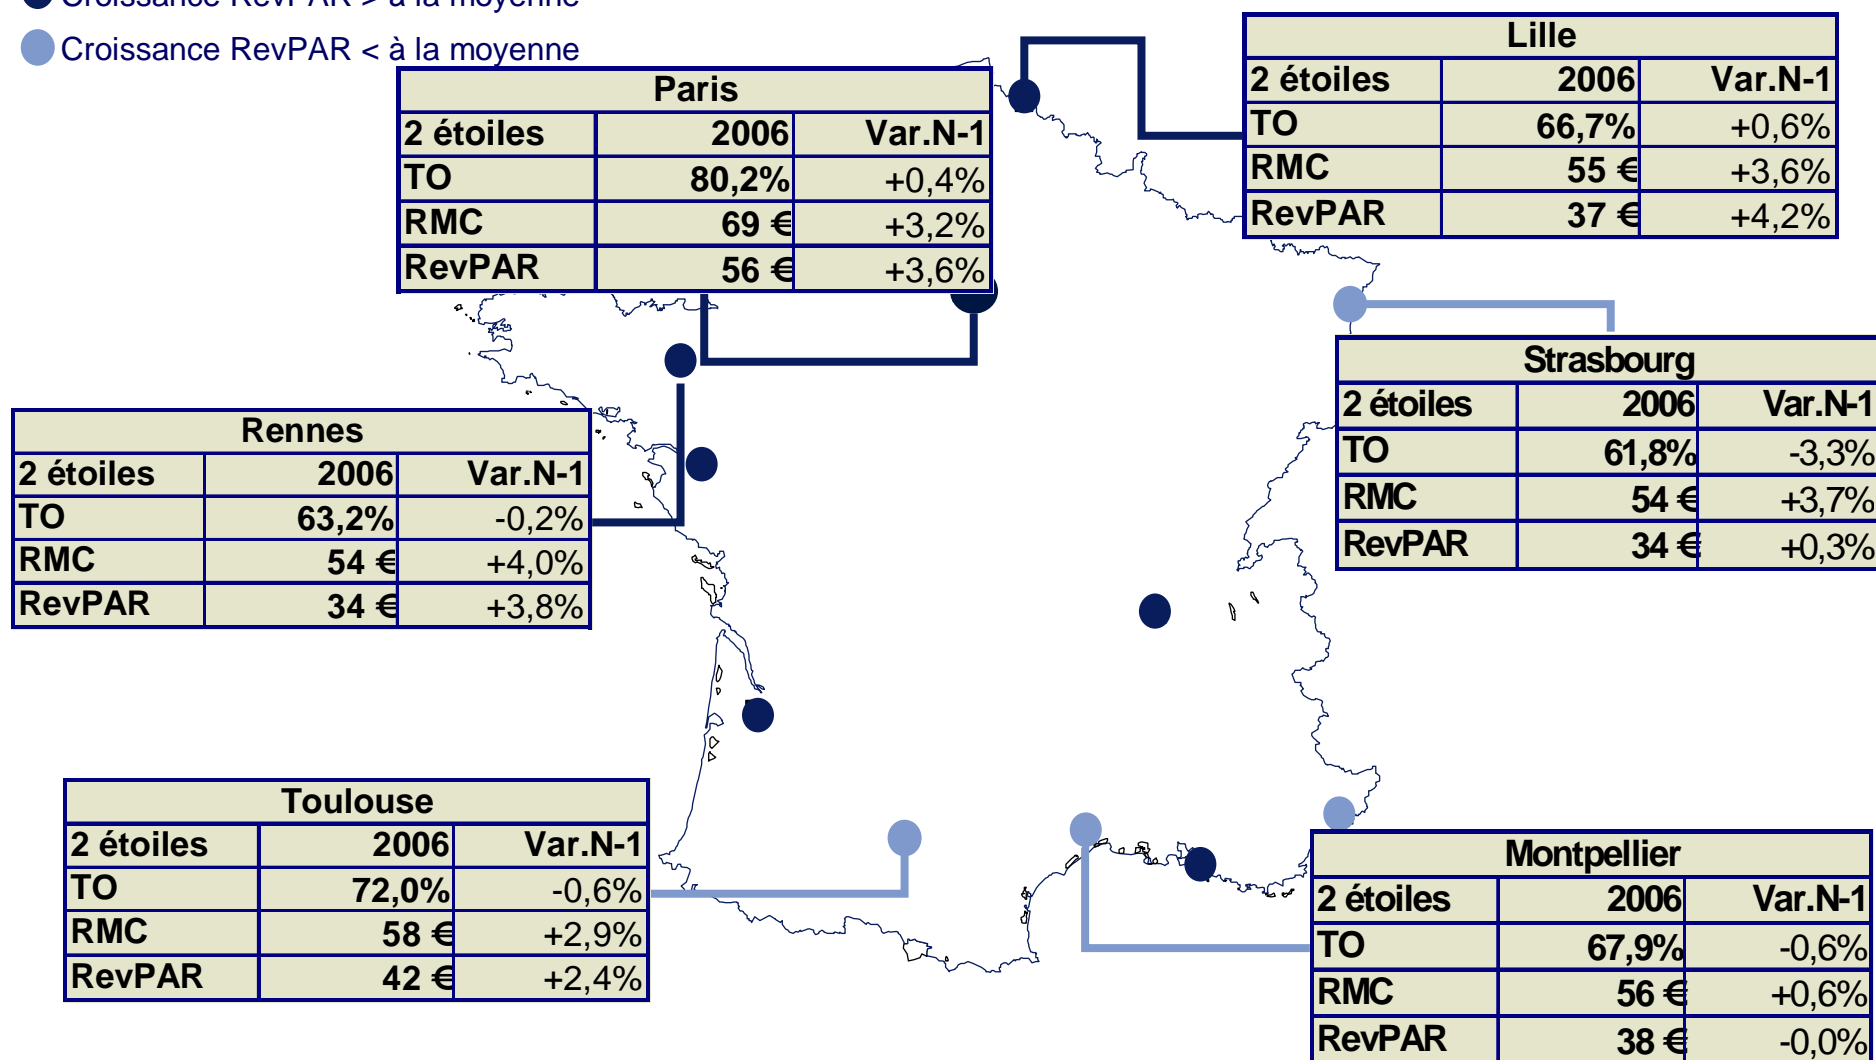 Croissance RevPAR > à la moyenne
Croissance RevPAR < à la moyenne
Paris
2 étoiles 2006 Var.N-1
TO 80,2% +0,4%
RMC 69 € +3,2%
RevPAR 56 € +3,6%
Lille
2 étoiles 2006 Var.N-1
TO 66,7% +0,6%
RMC 55 € +3,6%
RevPAR 37 € +4,2%
Strasbourg
2 étoiles 2006 Var.N-1
TO 61,8% -3,3%
RMC 54 € +3,7%
RevPAR 34 € +0,3%
Rennes
2 étoiles 2006 Var.N-1
TO 63,2% -0,2%
RMC 54 € +4,0%
RevPAR 34 € +3,8%
Toulouse
2 étoiles 2006 Var.N-1
TO 72,0% -0,6%
RMC 58 € +2,9%
RevPAR 42 € +2,4%
Montpellier
2 étoiles 2006 Var.N-1
TO 67,9% -0,6%
RMC 56 € +0,6%
RevPAR 38 € -0,0%